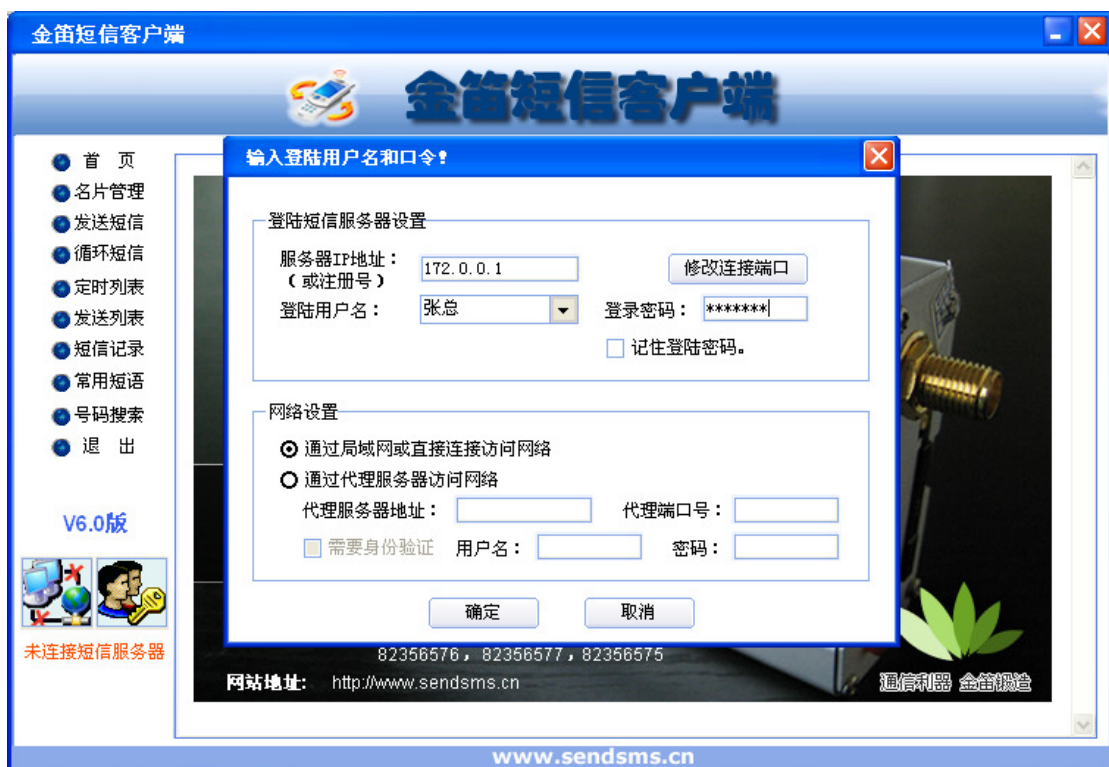 金笛短信客户端
金笛短信客户端
输入登陆用户名和口令!
首 页
名片管理
发送短信
循环短信
定时列表
发送列表
短信记录
常用短语
号码搜索
退 出
V6.0版
未连接短信服务器
登陆短信服务器设置
服务器IP地址：
（或注册号）
172.0.0.1
修改连接端口
登陆用户名：
张总
登录密码：
*******
记住登陆密码。
网络设置
通过局域网或直接连接访问网络
通过代理服务器访问网络
代理服务器地址：
代理端口号：
需要身份验证
用户名：
密码：
确定
取消
82356576，82356577，82356575
网站地址: http://www.sendsms.cn
通信利器 金笛锻造
www.sendsms.cn